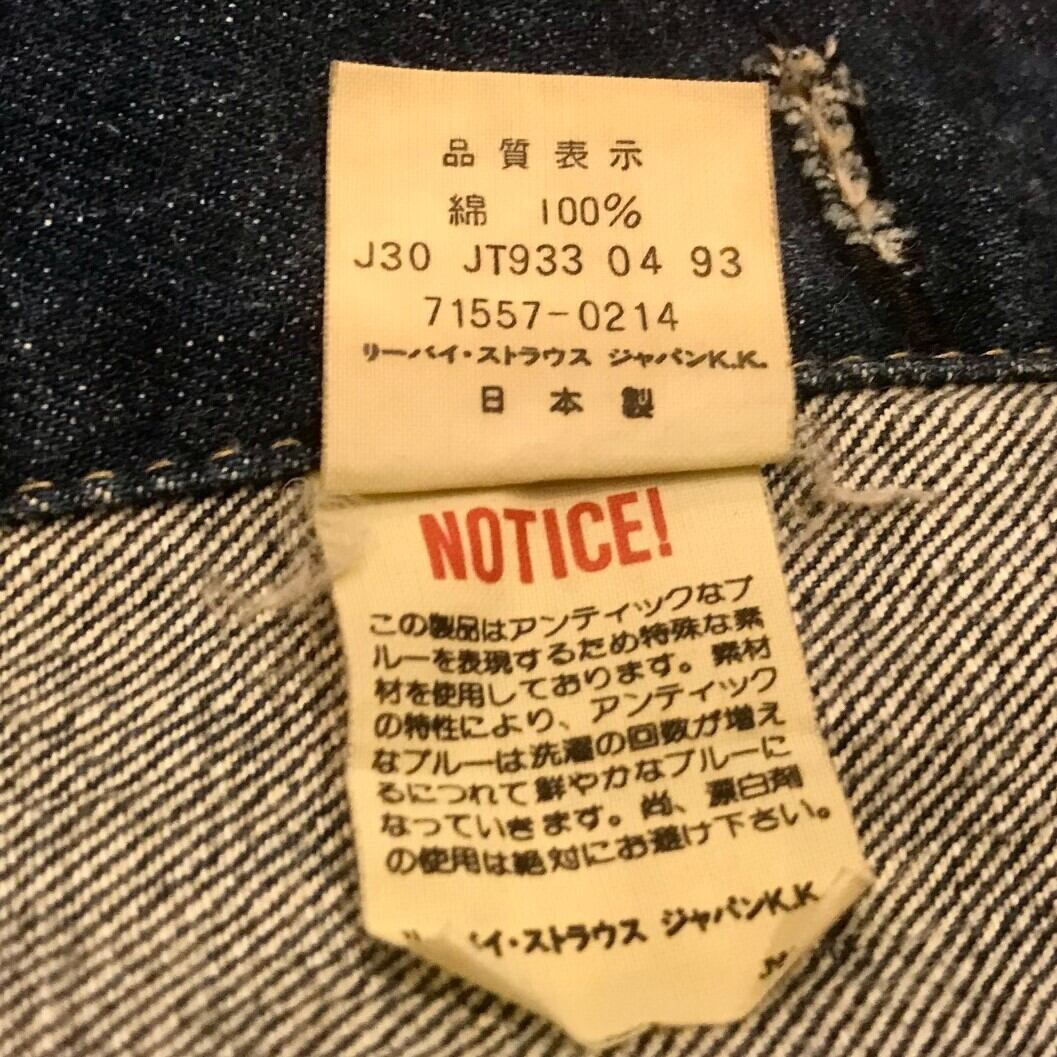 品質表示
綿 100%
J30 JT933 04 93
71557-0214
リーバイ・ストラウス ジャパンK.K.
日本製
NOTICE!
この製品はアンティックなブ
ルーを表現するため特殊な素
材を使用しております。素材
の特性により、アンティック
なブルーは洗濯の回数が増え
るにつれて鮮やかなブルーに
なっていきます。尚、漂白剤
の使用は絶対にお避け下さい。
バイ・ストラウス ジャパンK.K